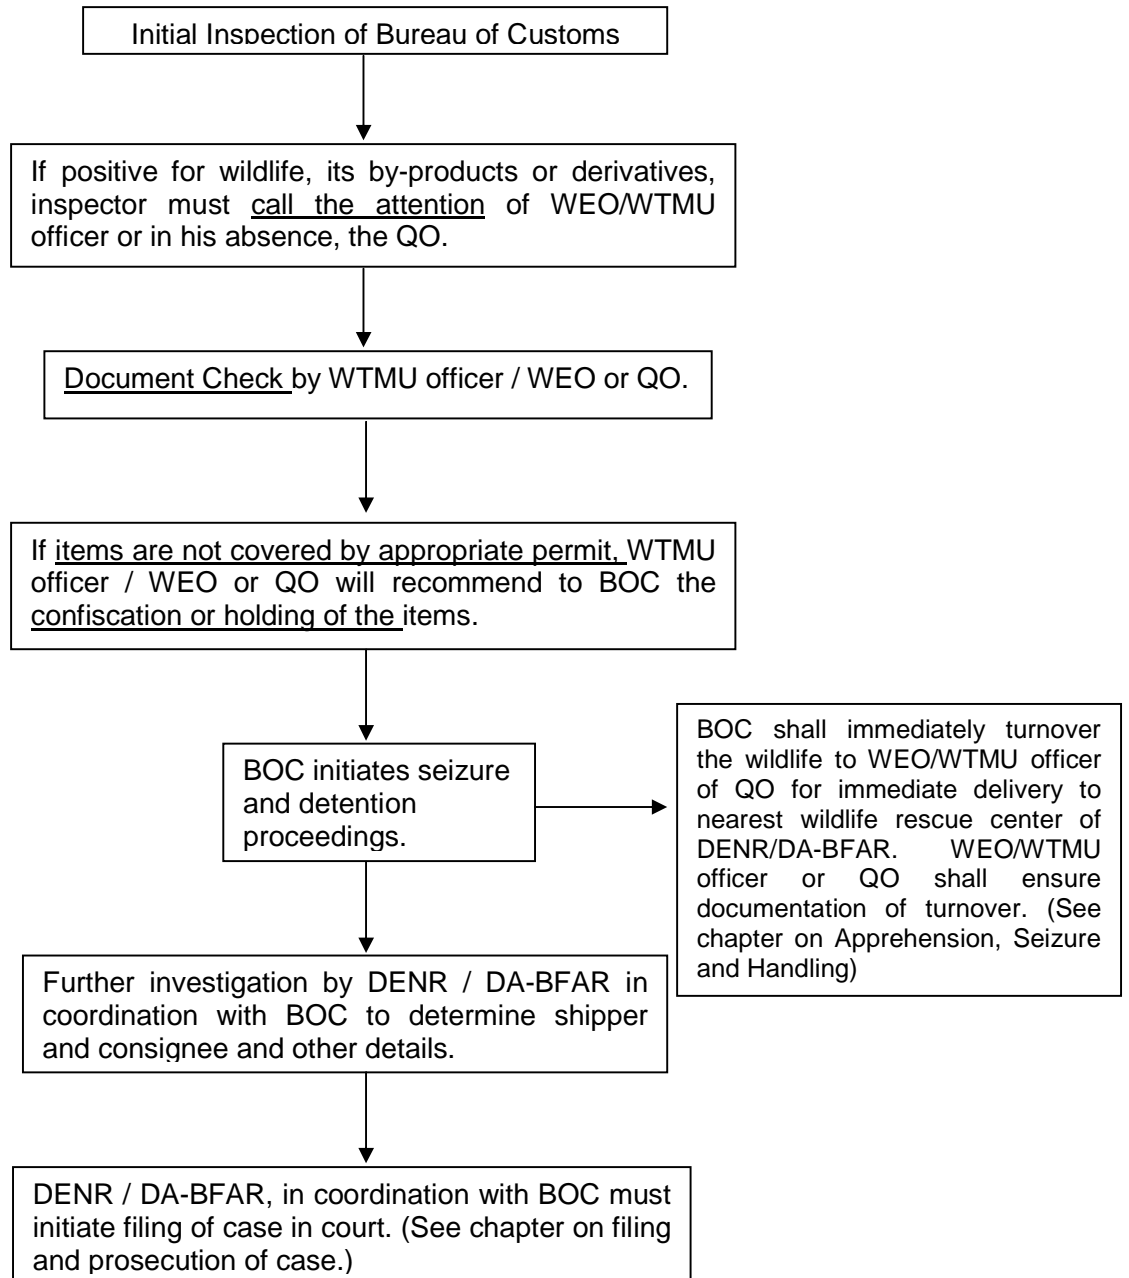 Initial Inspection of Bureau of Customs
If positive for wildlife, its by-products or derivatives,
inspector must call the attention of WEO/WTMU
officer or in his absence, the QO.
Document Check by WTMU officer / WEO or QO.
If items are not covered by appropriate permit, WTMU
officer / WEO or QO will recommend to BOC the
confiscation or holding of the items.
BOC initiates seizure
and detention
proceedings.
BOC shall immediately turnover
the wildlife to WEO/WTMU officer
of QO for immediate delivery to
nearest wildlife rescue center of
DENR/DA-BFAR. WEO/WTMU
officer or QO shall ensure
documentation of turnover. (See
chapter on Apprehension, Seizure
and Handling)
Further investigation by DENR / DA-BFAR in
coordination with BOC to determine shipper
and consignee and other details.
DENR / DA-BFAR, in coordination with BOC must
initiate filing of case in court. (See chapter on filing
and prosecution of case.)